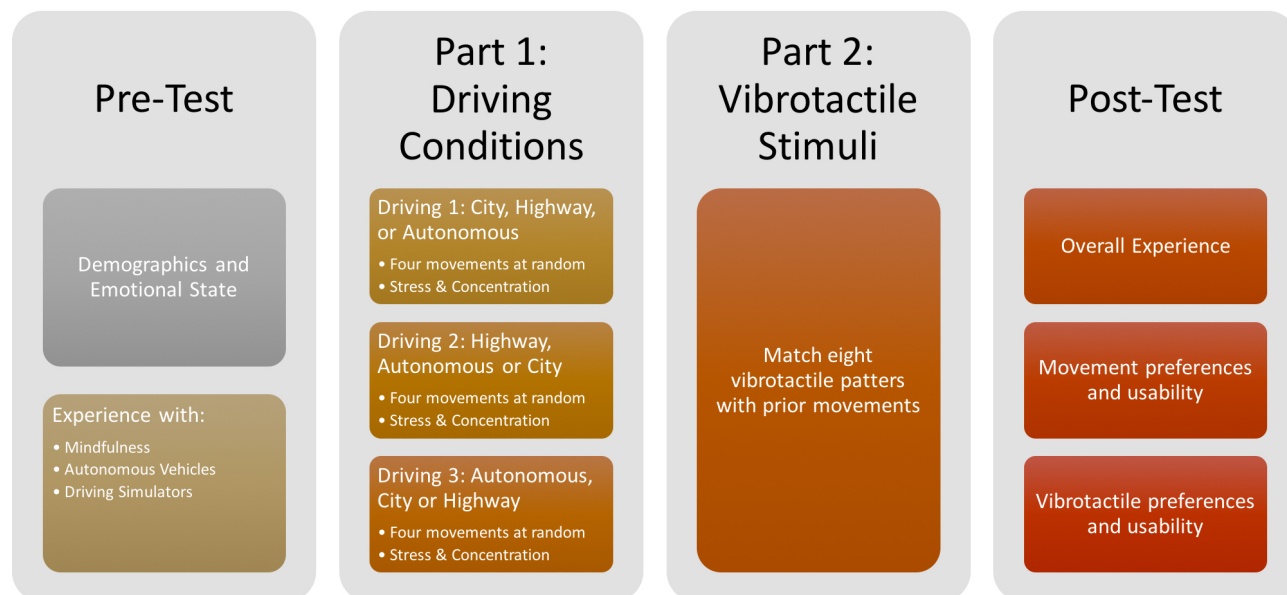 Pre-Test
Demographics and
Emotional State
Experience with:
• Mindfulness
• Autonomous Vehicles
• Driving Simulators
Part 1:
Driving
Conditions
Driving 1: City, Highway,
or Autonomous
• Four movements at random
• Stress & Concentration
Driving 2: Highway,
Autonomous or City
• Four movements at random
• Stress & Concentration
Driving 3: Autonomous,
City or Highway
• Four movements at random
• Stress & Concentration
Part 2:
Vibrotactile
Stimuli
Match eight
vibrotactile patters
with prior movements
Post-Test
Overall Experience
Movement preferences
and usability
Vibrotactile preferences
and usability